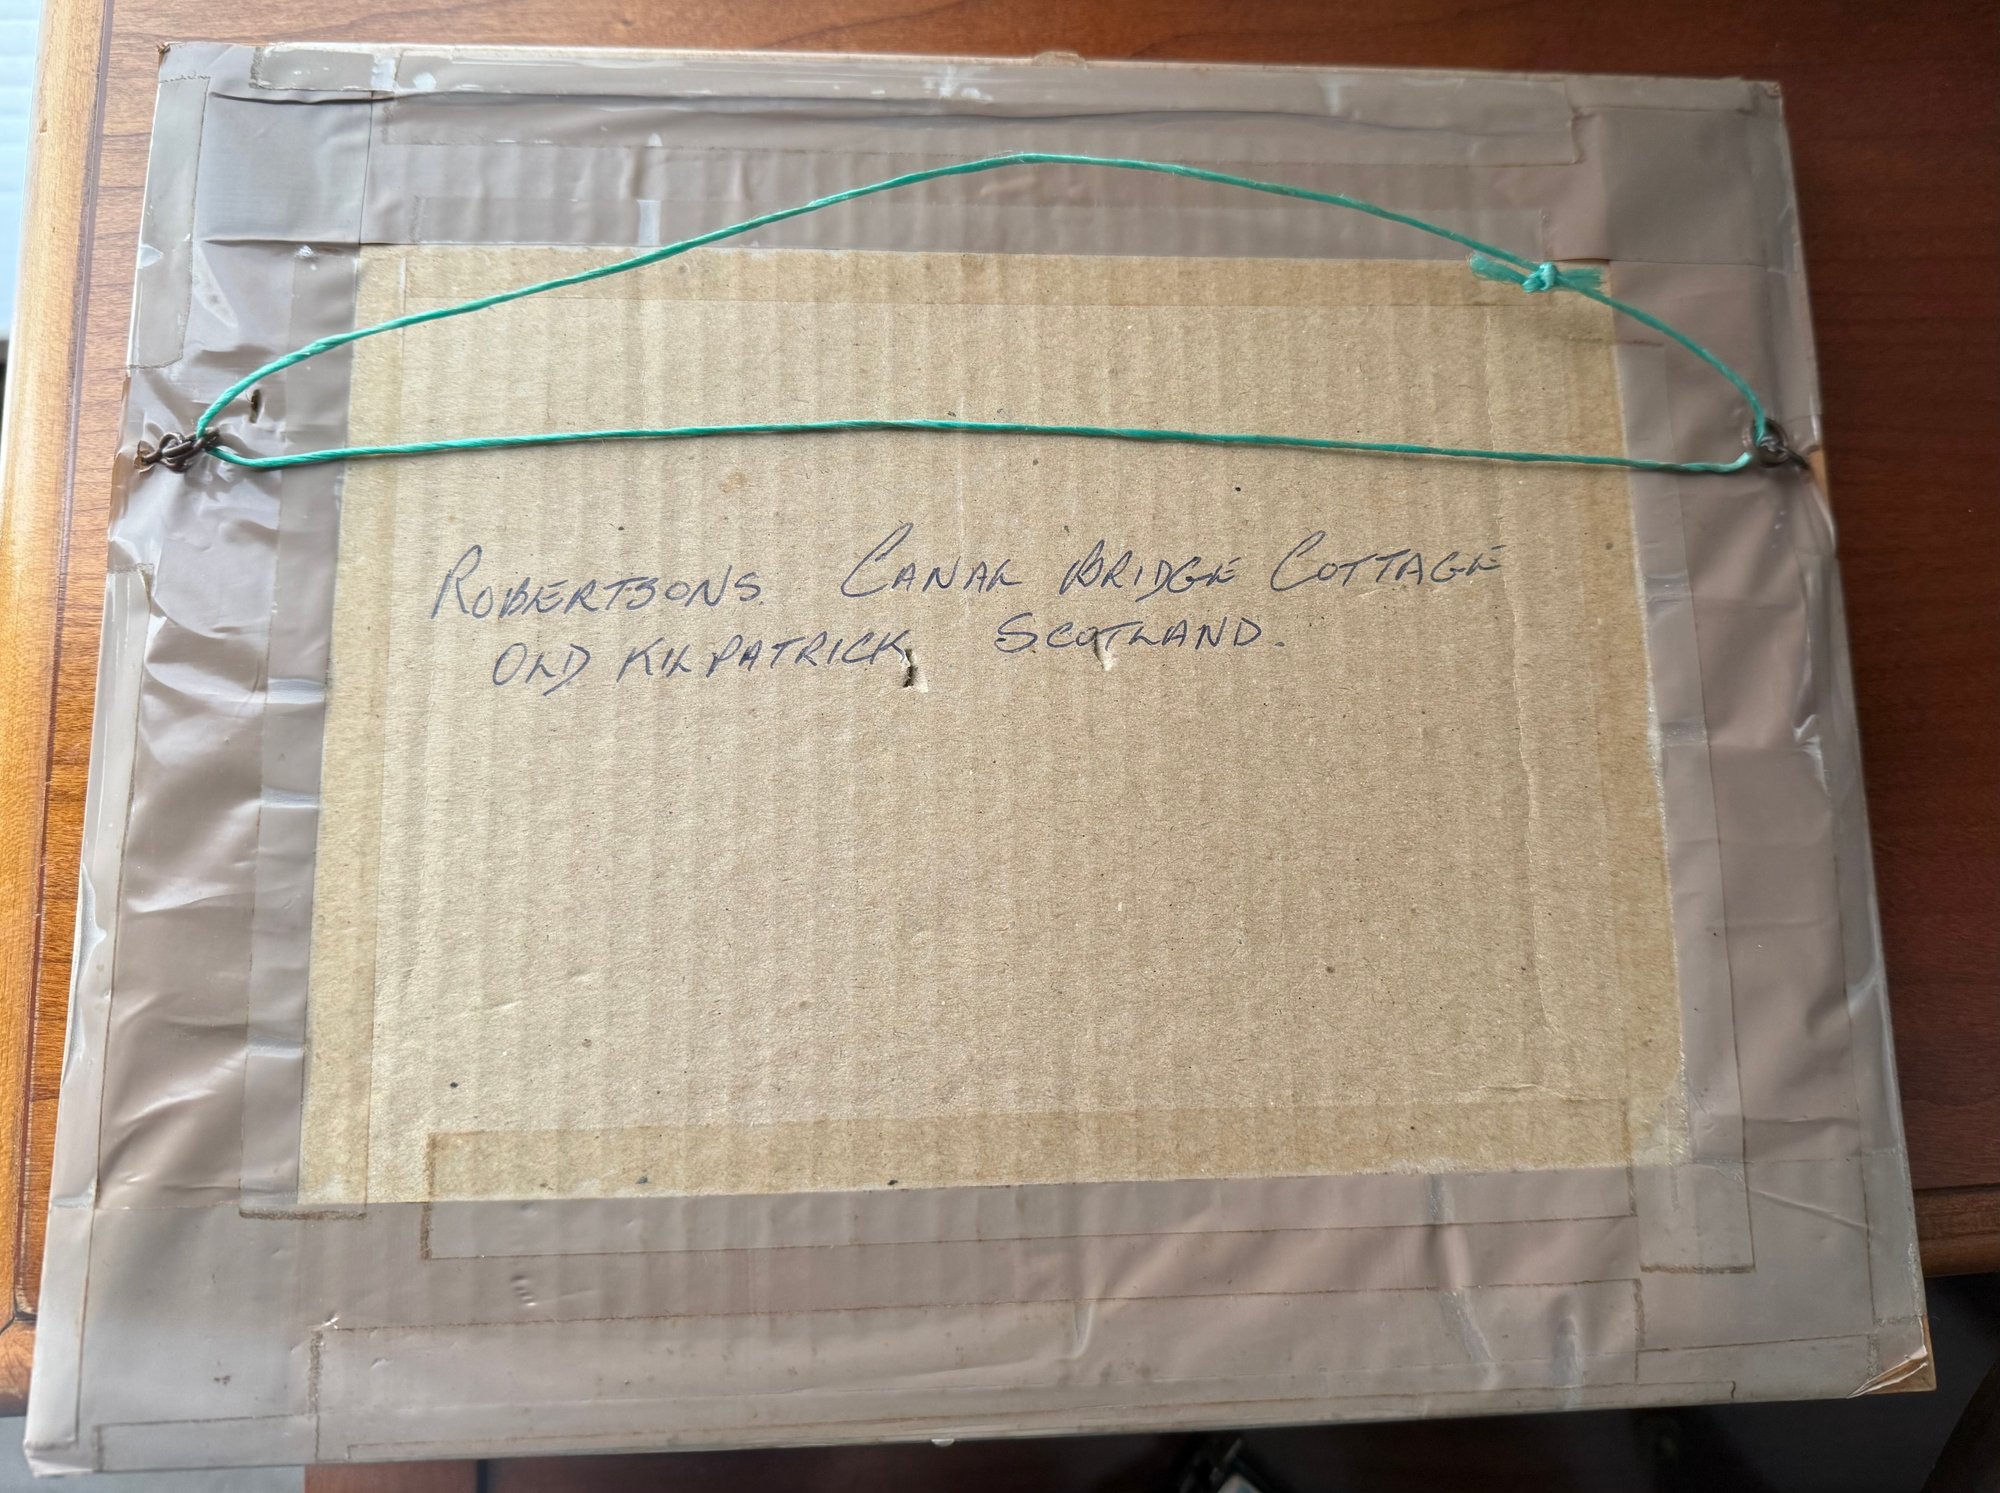 ROBERTSONS. CANAL BRIDGE COTTAGE
OLD KILPATRICK, SCOTLAND.